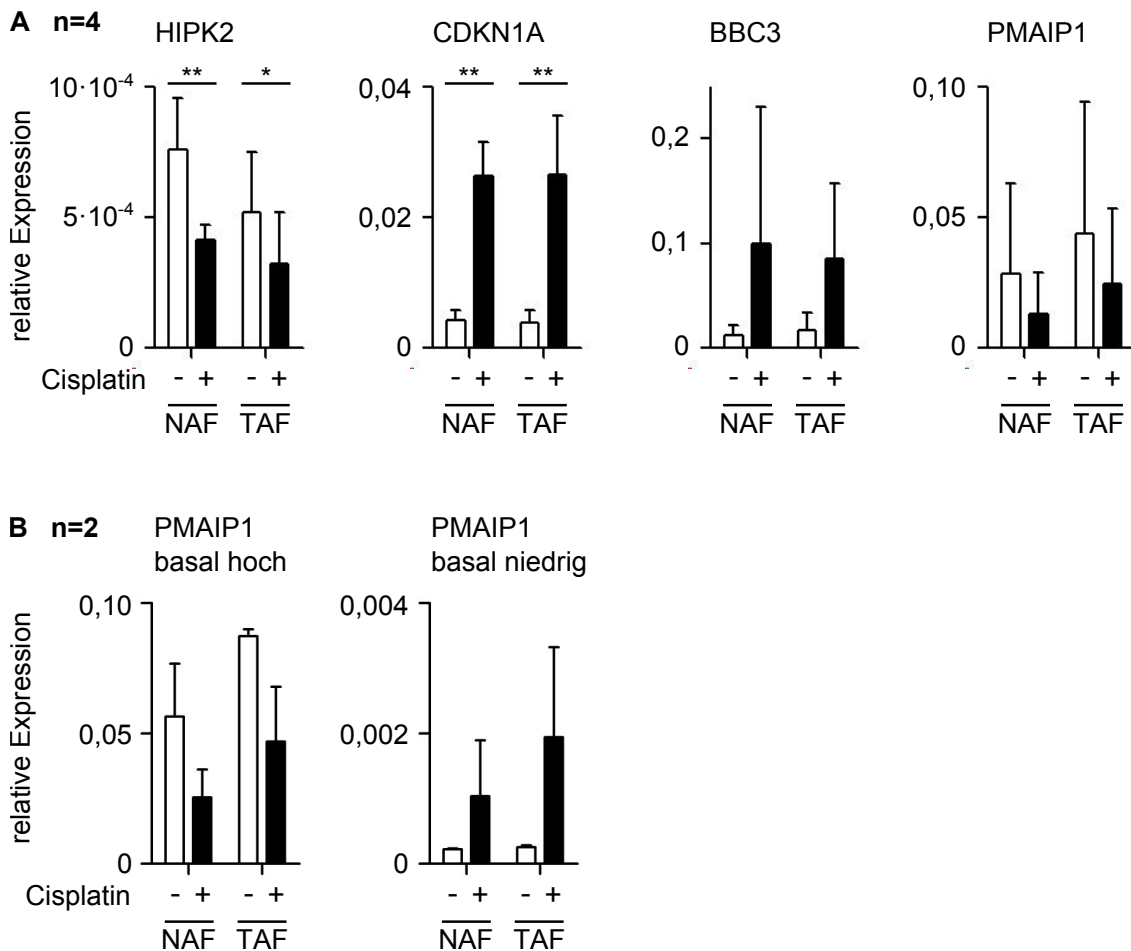 A n=4
HIPK2 CDKN1A BBC3 PMAIP1
** * ** **
relative Expression
10·10⁻⁴ 0,04 0,2 0,10
5·10⁻⁴ 0,02 0,1 0,05
0 0 0 0
Cisplatin - + - + - + - + - + - + - + - +
NAF TAF NAF TAF NAF TAF NAF TAF
B n=2
PMAIP1 PMAIP1
basal hoch basal niedrig
relative Expression
0,10 0,004
0,05 0,002
0 0
Cisplatin - + - + - + - +
NAF TAF NAF TAF